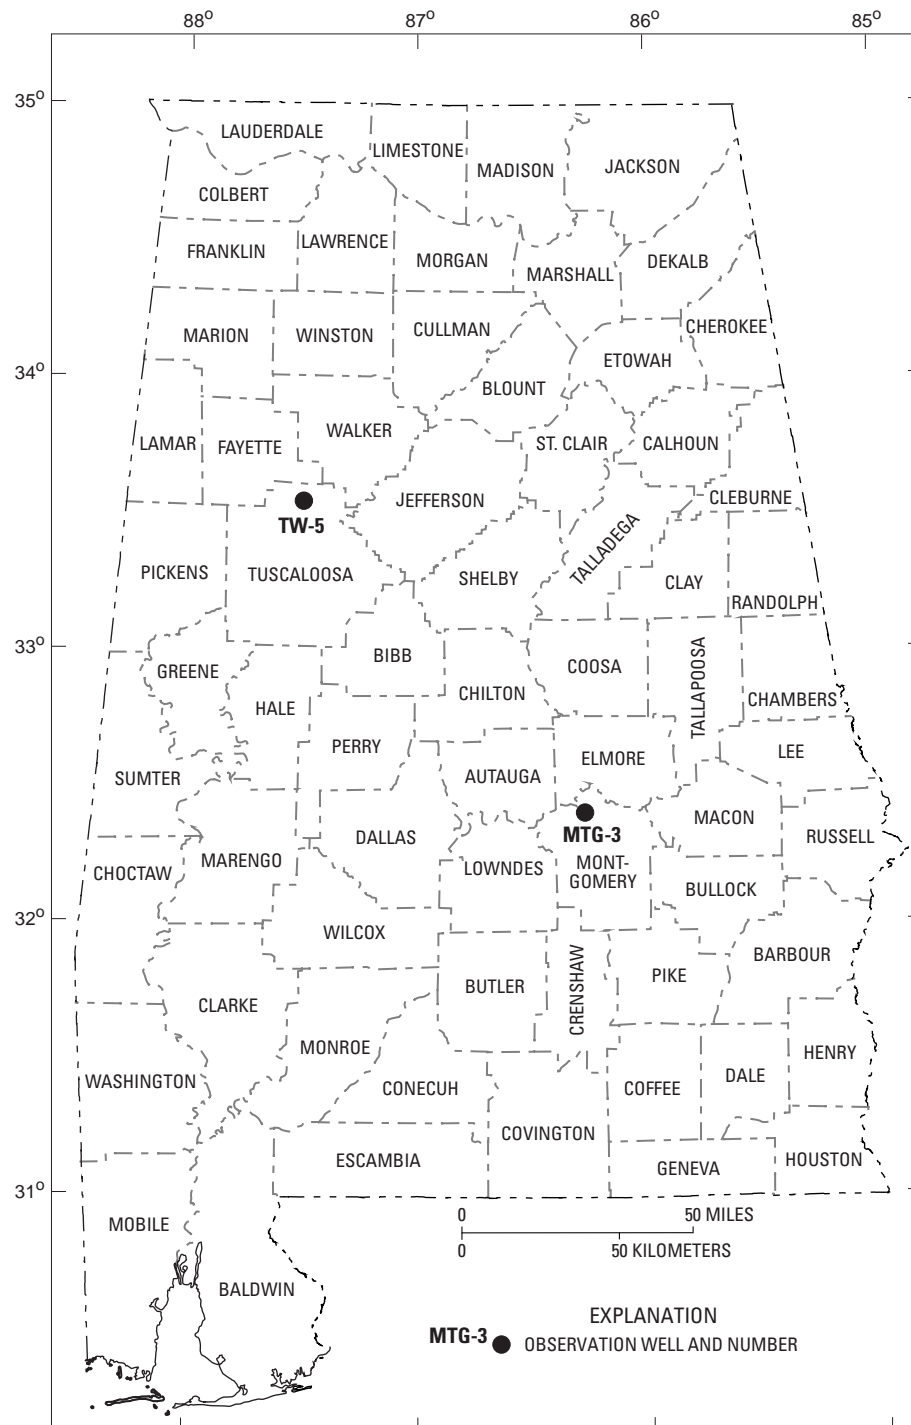 88° 87° 86° 85°
35°
LAUDERDALE
LIMESTONE
MADISON
JACKSON
COLBERT
FRANKLIN
LAWRENCE
MORGAN
MARSHALL
DEKALB
MARION
WINSTON
CULLMAN
CHEROKEE
ETOWAH
34°
BLOUNT
LAMAR
FAYETTE
WALKER
ST. CLAIR
CALHOUN
JEFFERSON
CLEBURNE
TW-5
TALLADEGA
PICKENS
TUSCALOOSA
SHELBY
CLAY
RANDOLPH
33°
GREENE
BIBB
COOSA
TALLAPOOSA
HALE
CHILTON
CHAMBERS
PERRY
ELMORE
LEE
SUMTER
AUTAUGA
MACON
MTG-3
DALLAS
RUSSELL
CHOCTAW
MARENGO
LOWNDES
MONT-
GOMERY
BULLOCK
32°
WILCOX
BARBOUR
CLARKE
BUTLER
CRENSHAW
PIKE
MONROE
HENRY
WASHINGTON
CONECUH
COFFEE
DALE
COVINGTON
ESCAMBIA
GENEVA
HOUSTON
31°
MOBILE
0 50 MILES
0 50 KILOMETERS
BALDWIN
EXPLANATION
MTG-3 OBSERVATION WELL AND NUMBER